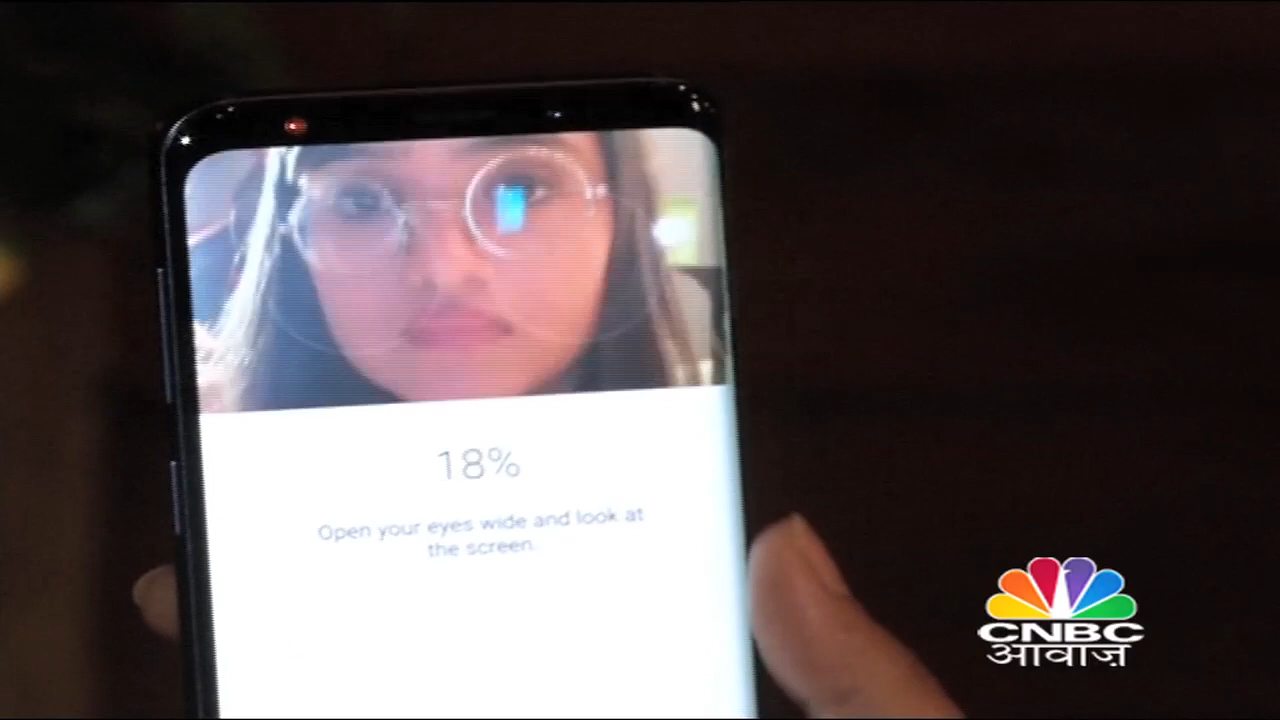 18%
Open your eyes wide and look at
the screen.
CNBC
आवाज़